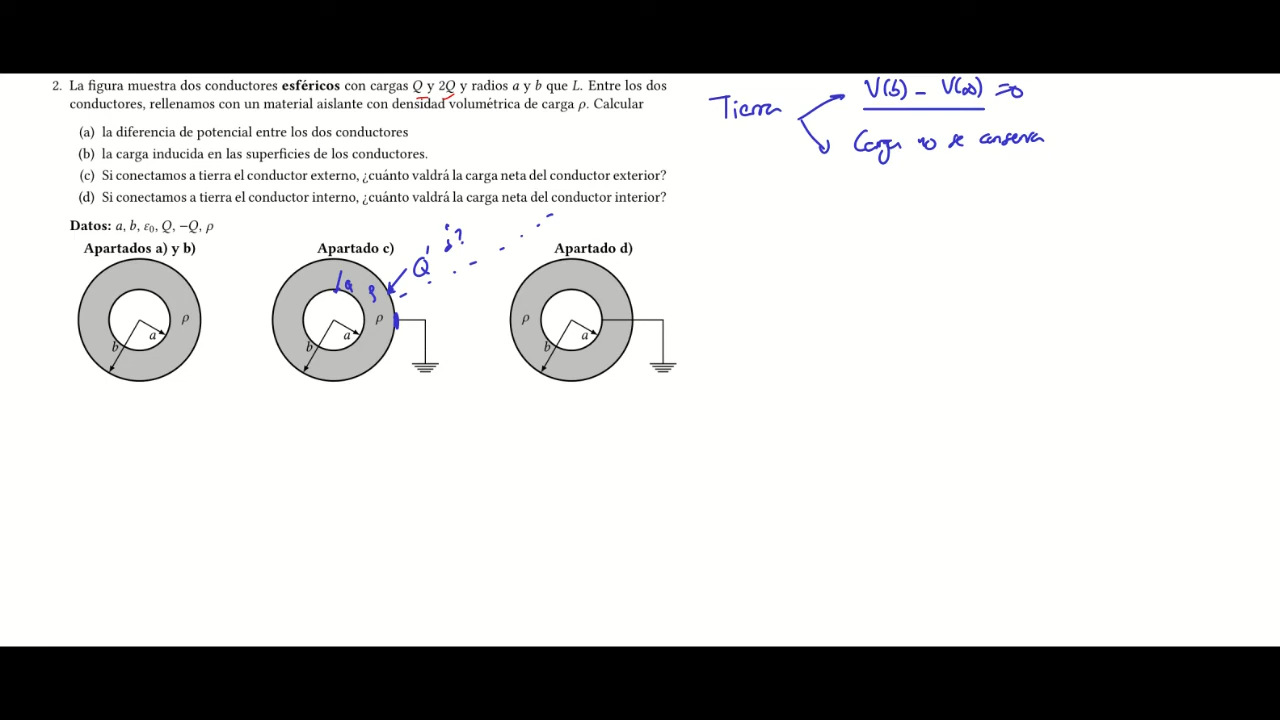 2. La figura muestra dos conductores esféricos con cargas Q y 2Q y radios a y b que L. Entre los dos
conductores, rellenamos con un material aislante con densidad volumétrica de carga ρ. Calcular
(a) la diferencia de potencial entre los dos conductores
(b) la carga inducida en las superficies de los conductores.
(c) Si conectamos a tierra el conductor externo, ¿cuánto valdrá la carga neta del conductor exterior?
(d) Si conectamos a tierra el conductor interno, ¿cuánto valdrá la carga neta del conductor interior?
Datos: a, b, ε₀, Q, −Q, ρ
Apartados a) y b)
Apartado c)
Apartado d)
ρ
a
b
Q' ¿?
Q
ρ
a
b
ρ
a
b
Tierra
V(b) - V(∞) = 0
Carga no se conserva